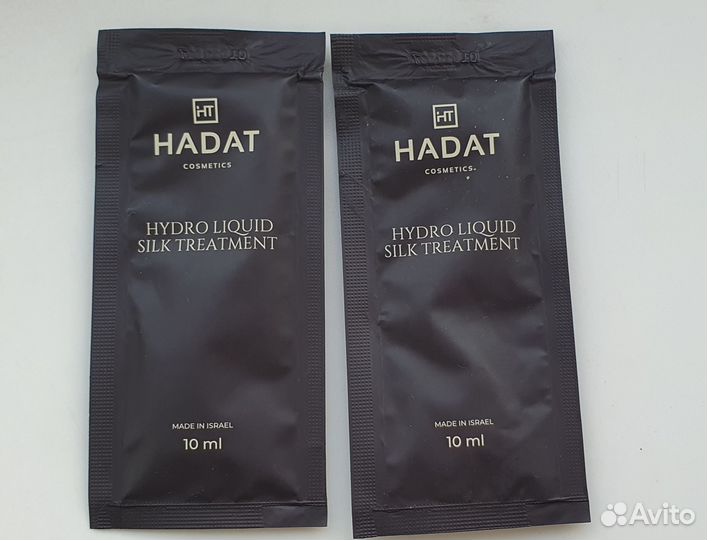 HT
HADAT
COSMETICS
HYDRO LIQUID
SILK TREATMENT
MADE IN ISRAEL
10 ml
HT
HADAT
COSMETICS
HYDRO LIQUID
SILK TREATMENT
MADE IN ISRAEL
10 ml
Avito